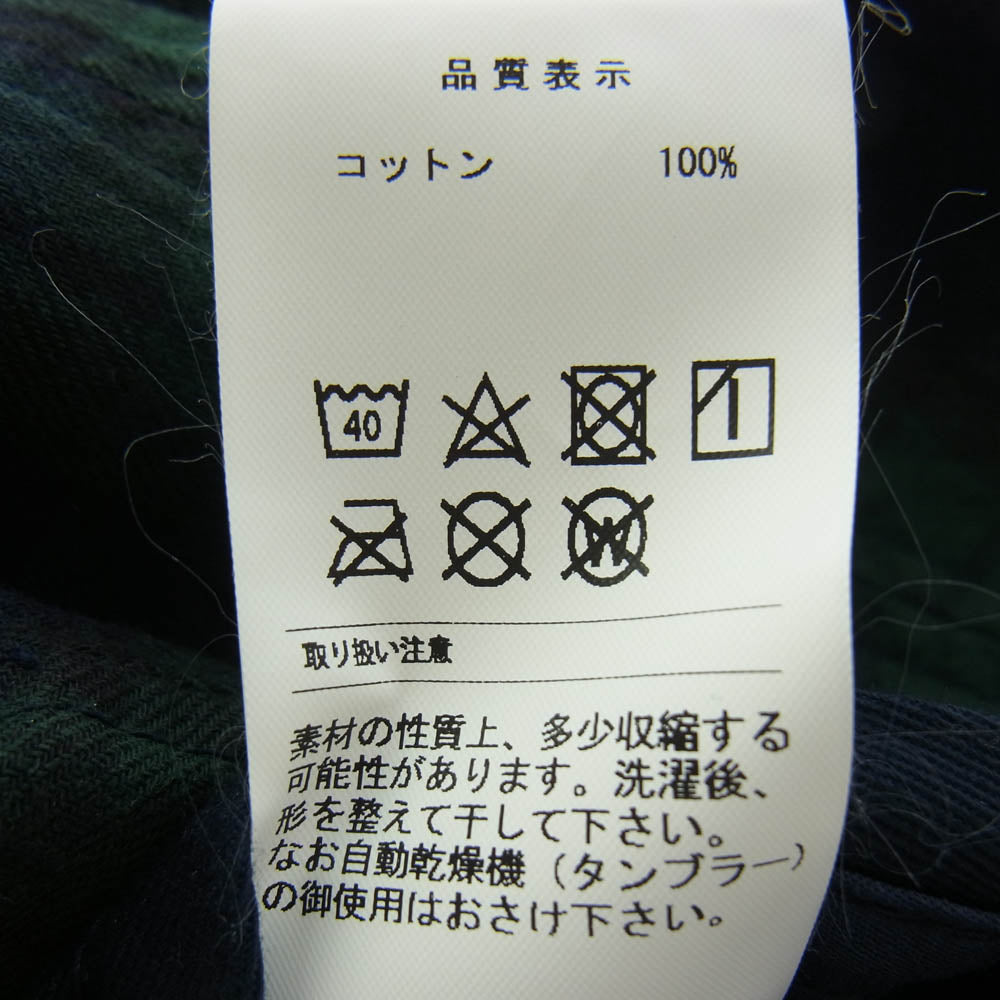 品質表示
コットン 100%
40
W
取り扱い注意
素材の性質上、多少収縮する
可能性があります。洗濯後、
形を整えて干して下さい。
なお自動乾燥機（タンブラー）
の御使用はおさけ下さい。